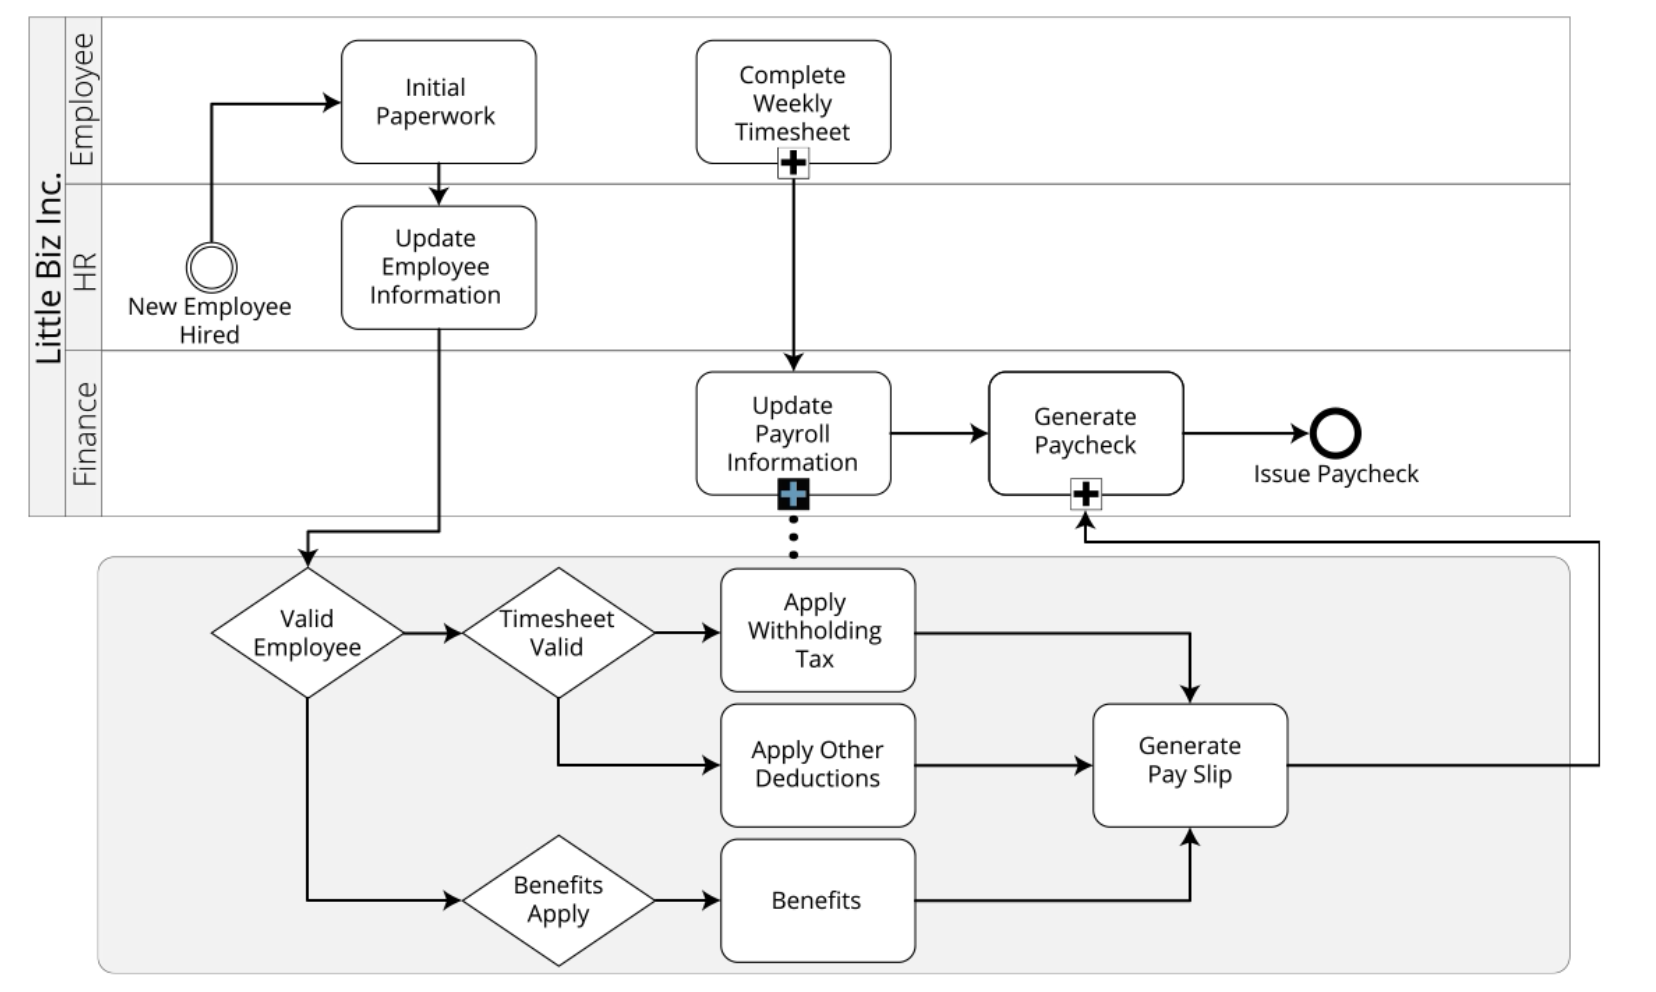 Little Biz Inc.
Employee
HR
Finance
Initial
Paperwork
Complete
Weekly
Timesheet
New Employee
Hired
Update
Employee
Information
Update
Payroll
Information
Generate
Paycheck
Issue Paycheck
Valid
Employee
Timesheet
Valid
Apply
Withholding
Tax
Apply Other
Deductions
Generate
Pay Slip
Benefits
Apply
Benefits